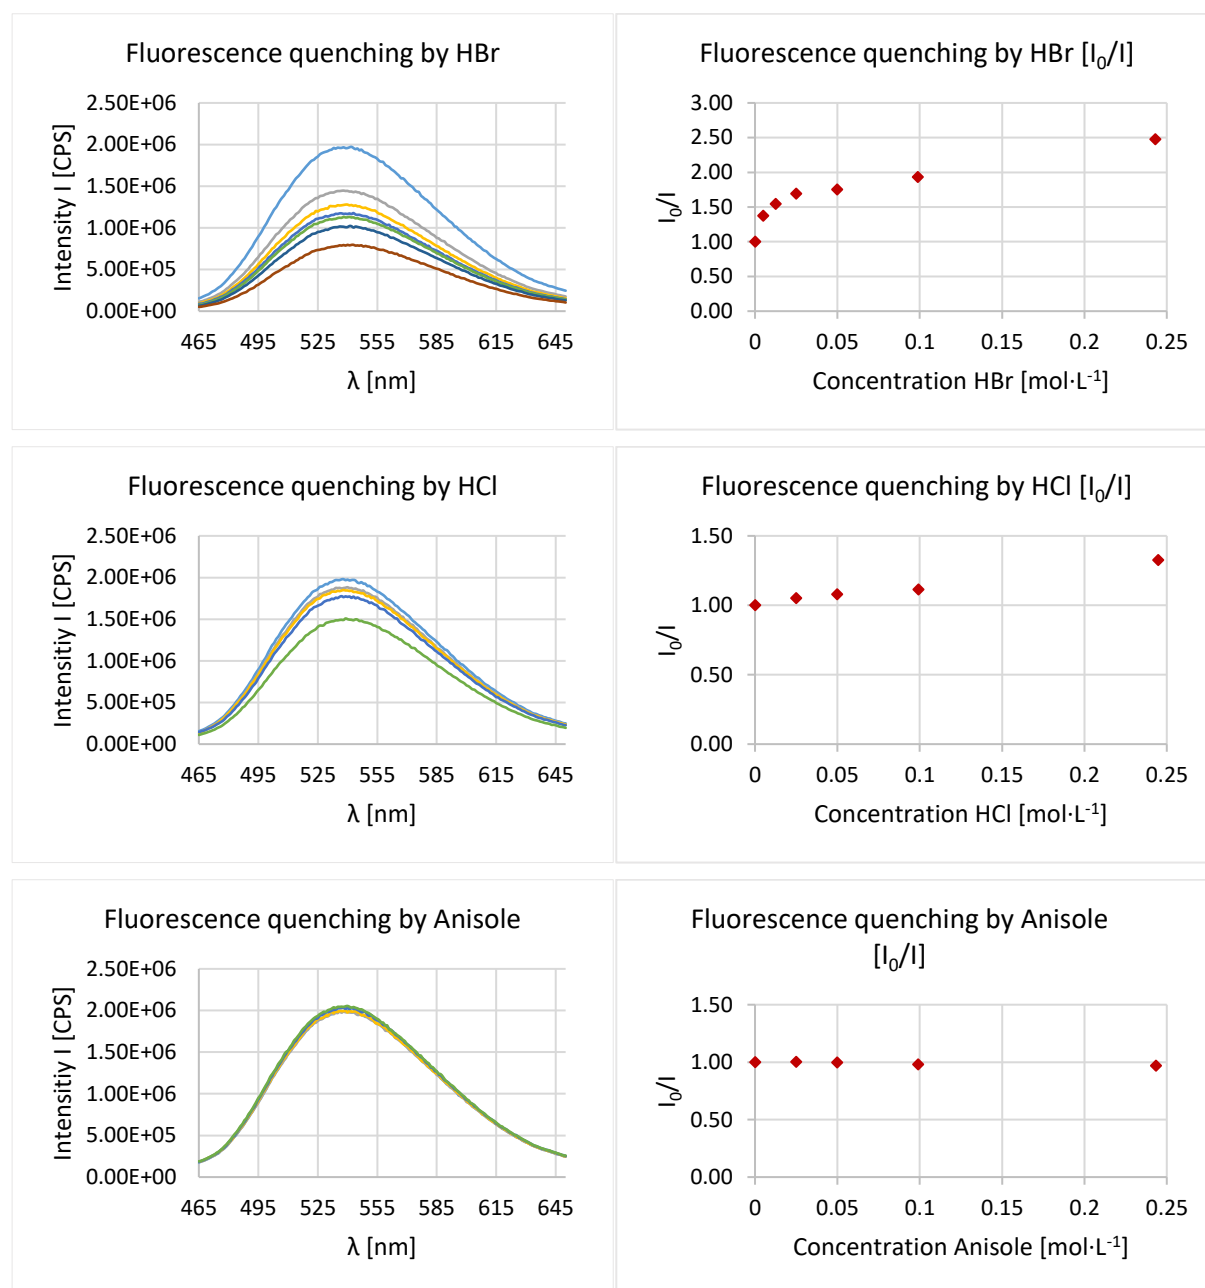 Fluorescence quenching by HBr
Intensity I [CPS]
2.50E+06
2.00E+06
1.50E+06
1.00E+06
5.00E+05
0.00E+00
465 495 525 555 585 615 645
λ [nm]
Fluorescence quenching by HBr [I₀/I]
I₀/I
3.00
2.50
2.00
1.50
1.00
0.50
0.00
0 0.05 0.1 0.15 0.2 0.25
Concentration HBr [mol·L⁻¹]
Fluorescence quenching by HCl
Intensitiy I [CPS]
2.50E+06
2.00E+06
1.50E+06
1.00E+06
5.00E+05
0.00E+00
465 495 525 555 585 615 645
λ [nm]
Fluorescence quenching by HCl [I₀/I]
I₀/I
1.50
1.00
0.50
0.00
0 0.05 0.1 0.15 0.2 0.25
Concentration HCl [mol·L⁻¹]
Fluorescence quenching by Anisole
Intensitiy I [CPS]
2.50E+06
2.00E+06
1.50E+06
1.00E+06
5.00E+05
0.00E+00
465 495 525 555 585 615 645
λ [nm]
Fluorescence quenching by Anisole
[I₀/I]
I₀/I
1.50
1.00
0.50
0.00
0 0.05 0.1 0.15 0.2 0.25
Concentration Anisole [mol·L⁻¹]